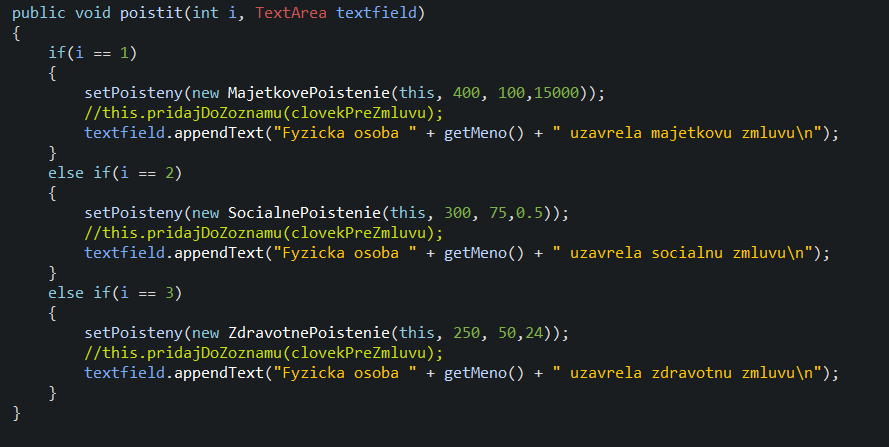 public void poistit(int i, TextArea textfield)
{
    if(i == 1)
    {
        setPoisteny(new MajetkovePoistenie(this, 400, 100,15000));
        //this.pridajDoZoznamu(clovekPreZmluvu);
        textfield.appendText("Fyzicka osoba " + getMeno() + " uzavrela majetkovu zmluvu\n");
    }
    else if(i == 2)
    {
        setPoisteny(new SocialnePoistenie(this, 300, 75,0.5));
        //this.pridajDoZoznamu(clovekPreZmluvu);
        textfield.appendText("Fyzicka osoba " + getMeno() + " uzavrela socialnu zmluvu\n");
    }
    else if(i == 3)
    {
        setPoisteny(new ZdravotnePoistenie(this, 250, 50,24));
        //this.pridajDoZoznamu(clovekPreZmluvu);
        textfield.appendText("Fyzicka osoba " + getMeno() + " uzavrela zdravotnu zmluvu\n");
    }
}